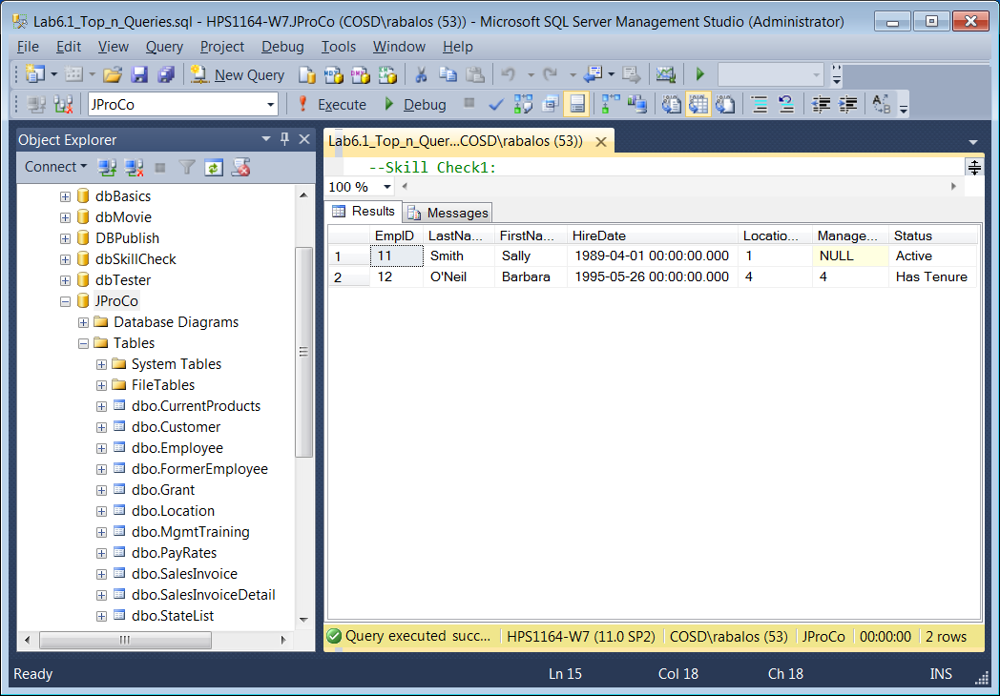 Lab6.1_Top_n_Queries.sql - HPS1164-W7.JProCo (COSD\rabalos (53)) - Microsoft SQL Server Management Studio (Administrator)
File Edit View Query Project Debug Tools Window Help
New Query
JProCo Execute Debug
Object Explorer
Connect
dbBasics
dbMovie
DBPublish
dbSkillCheck
dbTester
JProCo
Database Diagrams
Tables
System Tables
FileTables
dbo.CurrentProducts
dbo.Customer
dbo.Employee
dbo.FormerEmployee
dbo.Grant
dbo.Location
dbo.MgmtTraining
dbo.PayRates
dbo.SalesInvoice
dbo.SalesInvoiceDetail
dbo.StateList
Lab6.1_Top_n_Quer...COSD\rabalos (53))
--Skill Check1:
100 %
Results Messages
EmpID LastNa... FirstNa... HireDate Locatio... Manage... Status
1 11 Smith Sally 1989-04-01 00:00:00.000 1 NULL Active
2 12 O'Neil Barbara 1995-05-26 00:00:00.000 4 4 Has Tenure
Query executed succ... HPS1164-W7 (11.0 SP2) COSD\rabalos (53) JProCo 00:00:00 2 rows
Ready Ln 15 Col 18 Ch 18 INS